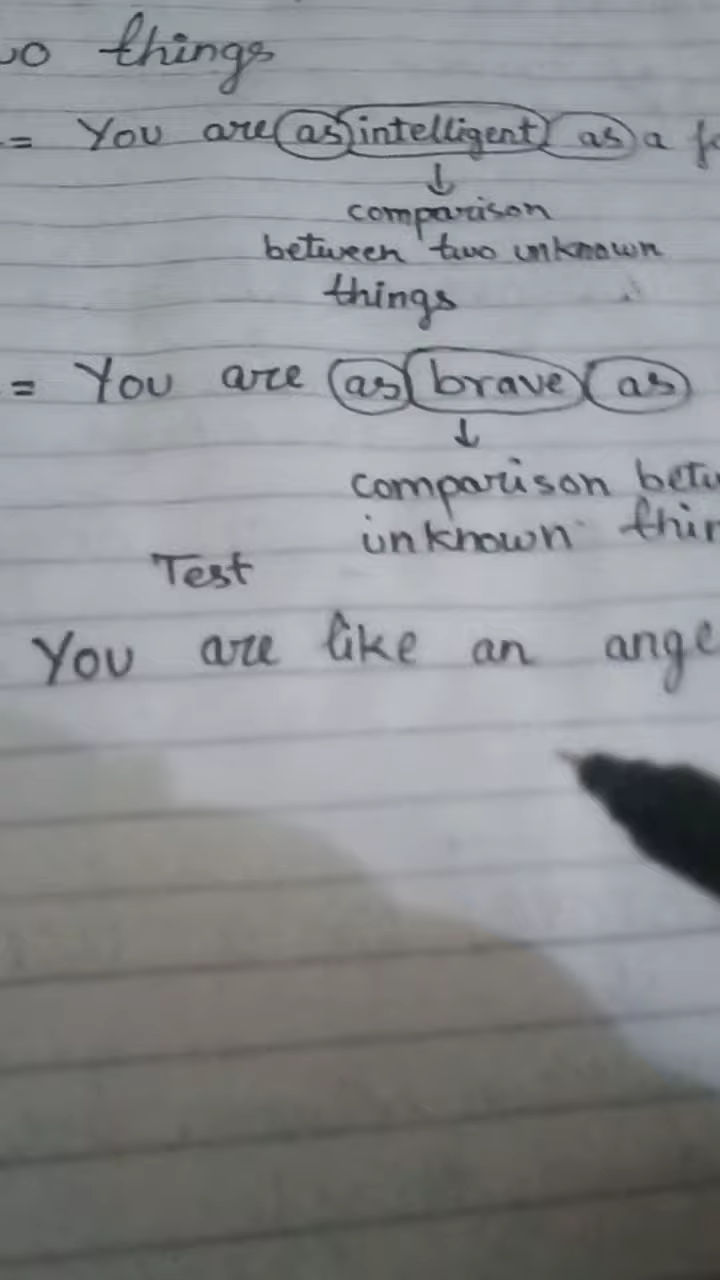 things
= You are as intelligent as a
comparison
between two unknown
things
= You are as brave as
comparison
unknown
Test
You are like an